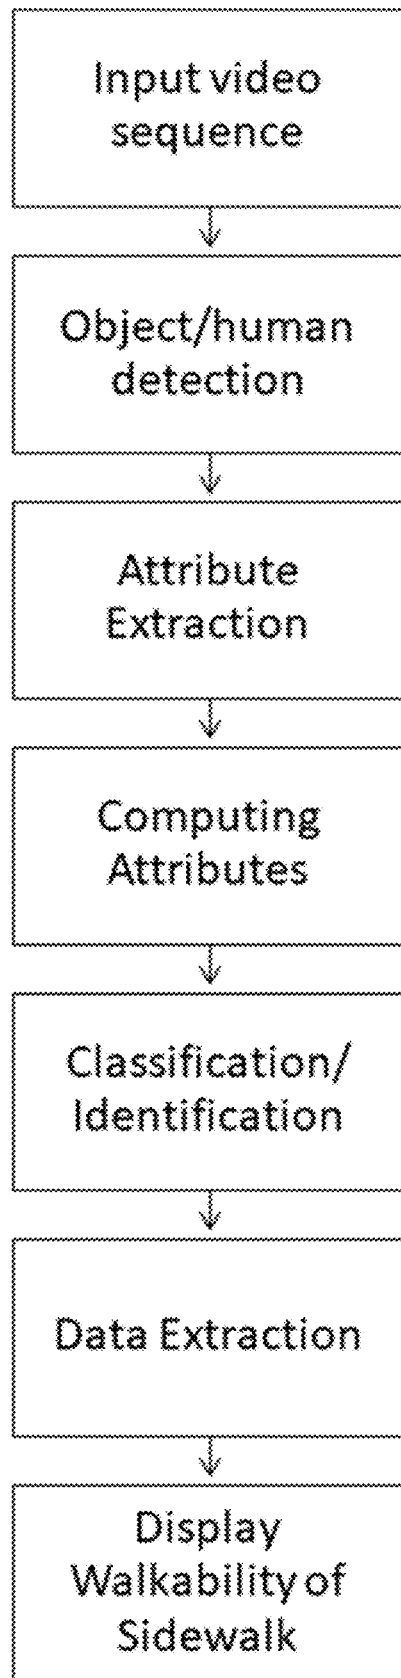 Input video
sequence
Object/human
detection
Attribute
Extraction
Computing
Attributes
Classification/
Identification
Data Extraction
Display
Walkability of
Sidewalk